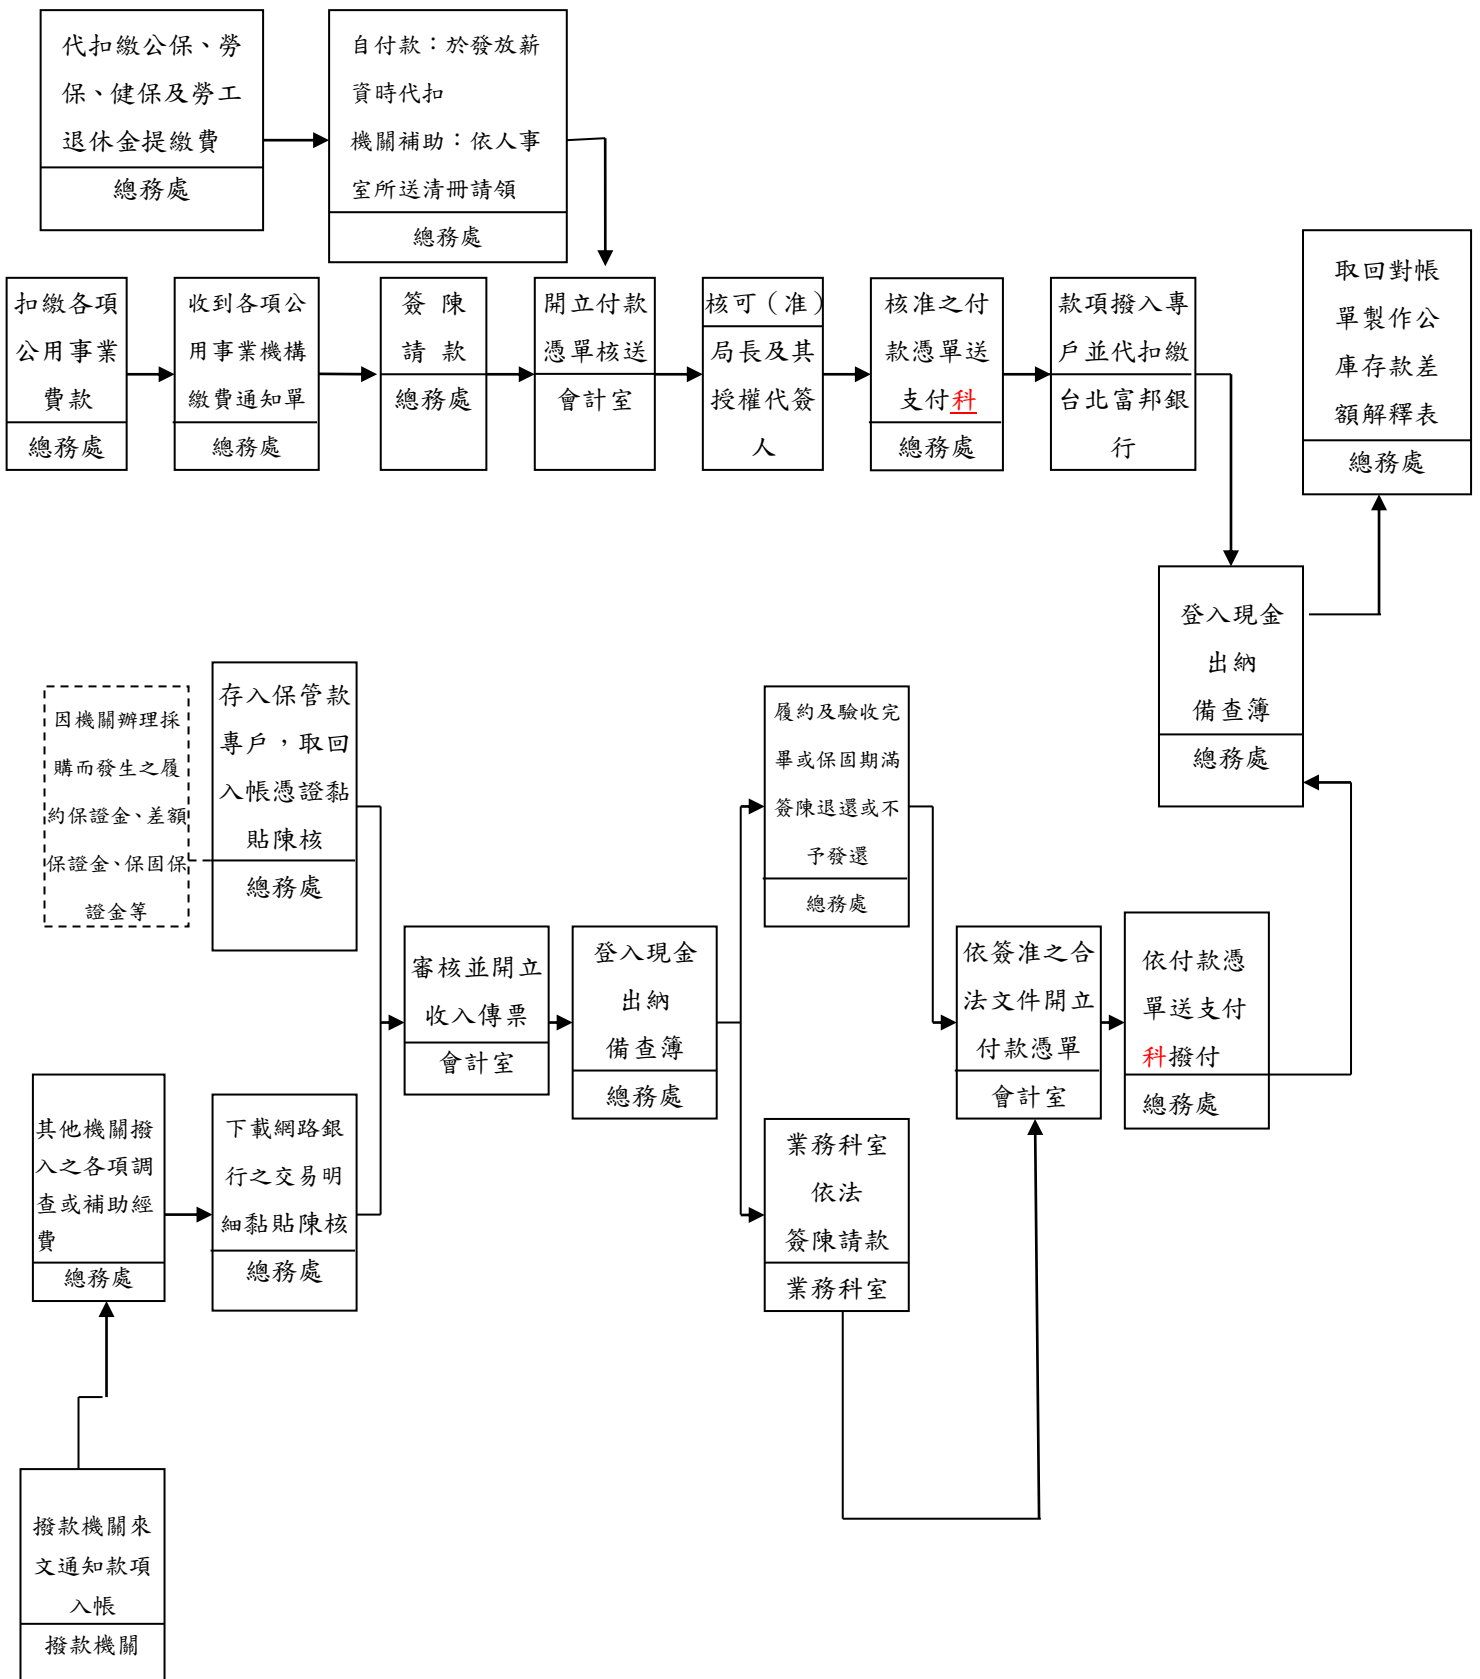 代扣繳公保、勞
保、健保及勞工
退休金提繳費
總務處
自付款：於發放薪
資時代扣
機關補助：依人事
室所送清冊請領
總務處
扣繳各項
公用事業
費款
總務處
收到各項公
用事業機構
繳費通知單
總務處
簽 陳
請 款
總務處
開立付款
憑單核送
會計室
核可（准）
局長及其
授權代簽
人
核准之付
款憑單送
支付科
總務處
款項撥入專
戶並代扣繳
台北富邦銀
行
取回對帳
單製作公
庫存款差
額解釋表
總務處
登入現金
出納
備查簿
總務處
因機關辦理採
購而發生之履
約保證金、差額
保證金、保固保
證金等
存入保管款
專戶，取回
入帳憑證黏
貼陳核
總務處
履約及驗收完
畢或保固期滿
簽陳退還或不
予發還
總務處
審核並開立
收入傳票
會計室
登入現金
出納
備查簿
總務處
依簽准之合
法文件開立
付款憑單
會計室
依付款憑
單送支付
科撥付
總務處
其他機關撥
入之各項調
查或補助經
費
總務處
下載網路銀
行之交易明
細黏貼陳核
總務處
業務科室
依法
簽陳請款
業務科室
撥款機關來
文通知款項
入帳
撥款機關